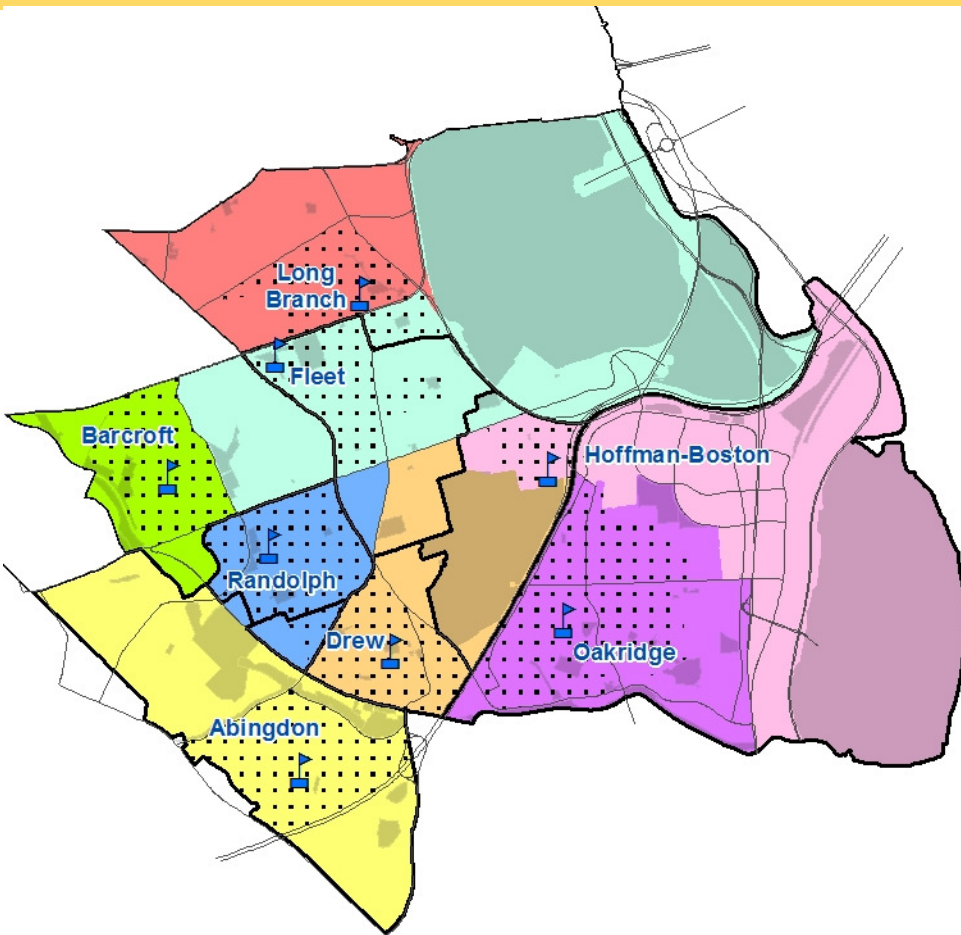 Long
Branch
Fleet
Barcroft
Hoffman-Boston
Randolph
Drew
Oakridge
Abingdon